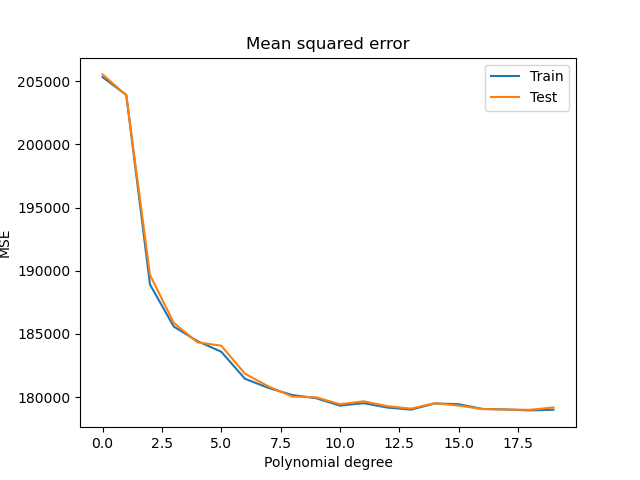 Mean squared error
Train
Test
205000
200000
195000
190000
185000
180000
MSE
0.0 2.5 5.0 7.5 10.0 12.5 15.0 17.5
Polynomial degree